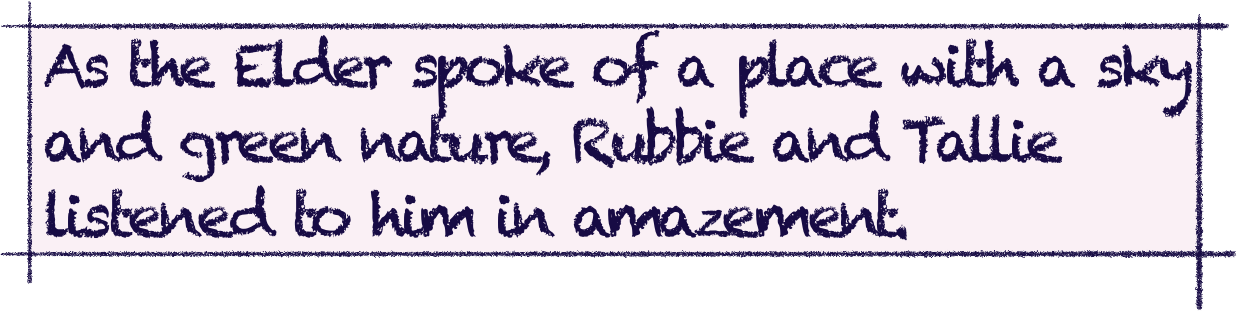 As the Elder spoke of a place with a sky
and green nature, Rubbie and Tallie
listened to him in amazement.